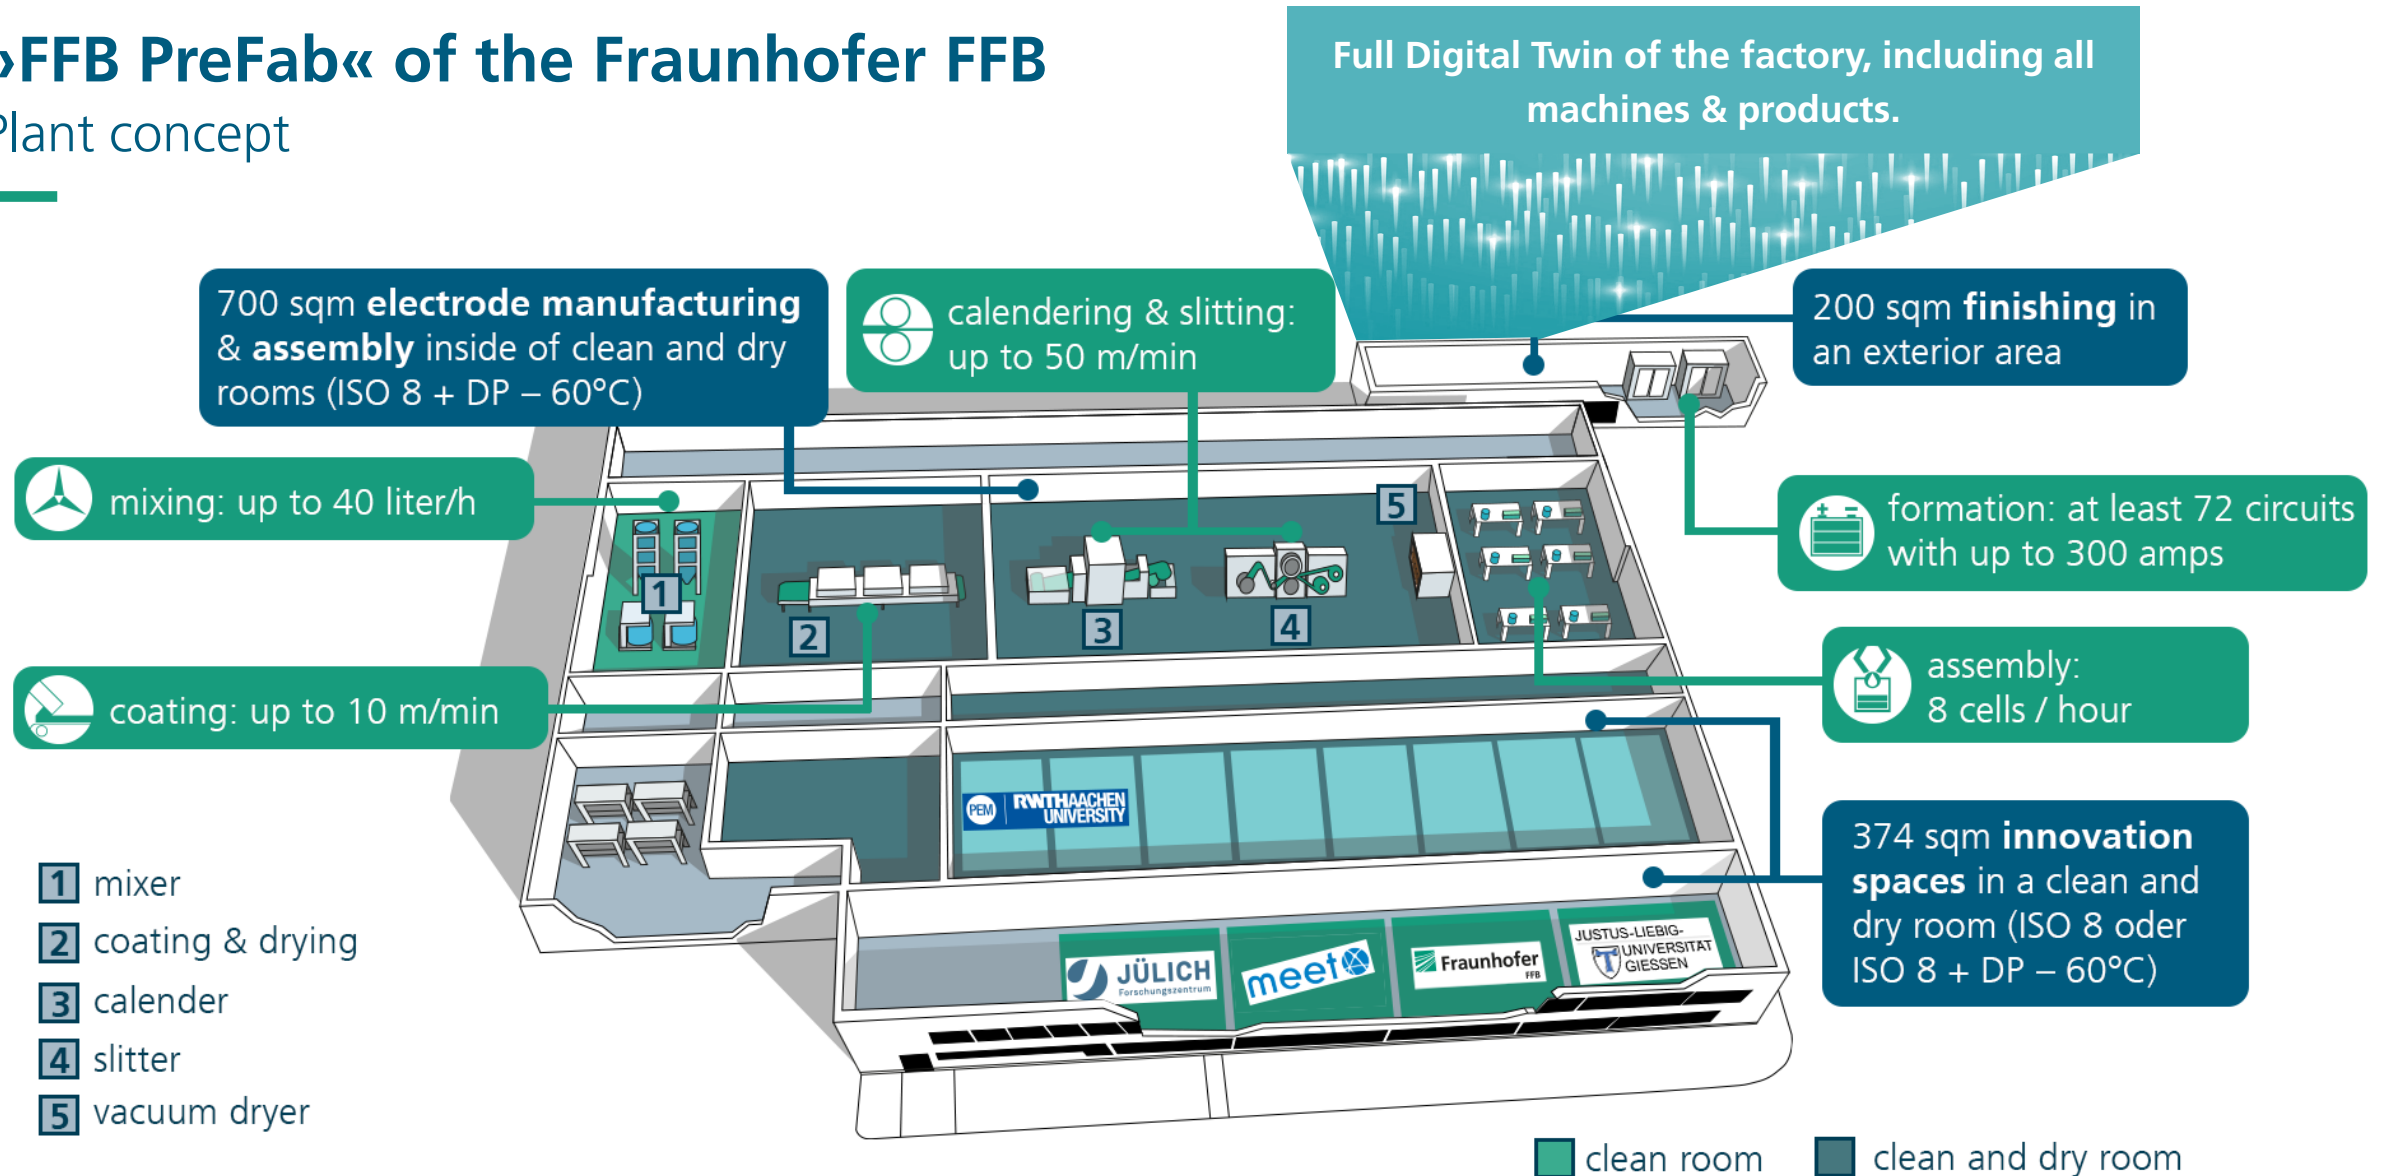 »FFB PreFab« of the Fraunhofer FFB
Plant concept
Full Digital Twin of the factory, including all
machines & products.
700 sqm electrode manufacturing
& assembly inside of clean and dry
rooms (ISO 8 + DP – 60°C)
calendering & slitting:
up to 50 m/min
200 sqm finishing in
an exterior area
mixing: up to 40 liter/h
formation: at least 72 circuits
with up to 300 amps
coating: up to 10 m/min
assembly:
8 cells / hour
374 sqm innovation
spaces in a clean and
dry room (ISO 8 oder
ISO 8 + DP – 60°C)
1
2
3
4
5
PEM
RWTHAACHEN
UNIVERSITY
JÜLICH
Forschungszentrum
meet
Fraunhofer
FFB
JUSTUS-LIEBIG-
UNIVERSITÄT
GIESSEN
1 mixer
2 coating & drying
3 calender
4 slitter
5 vacuum dryer
clean room
clean and dry room